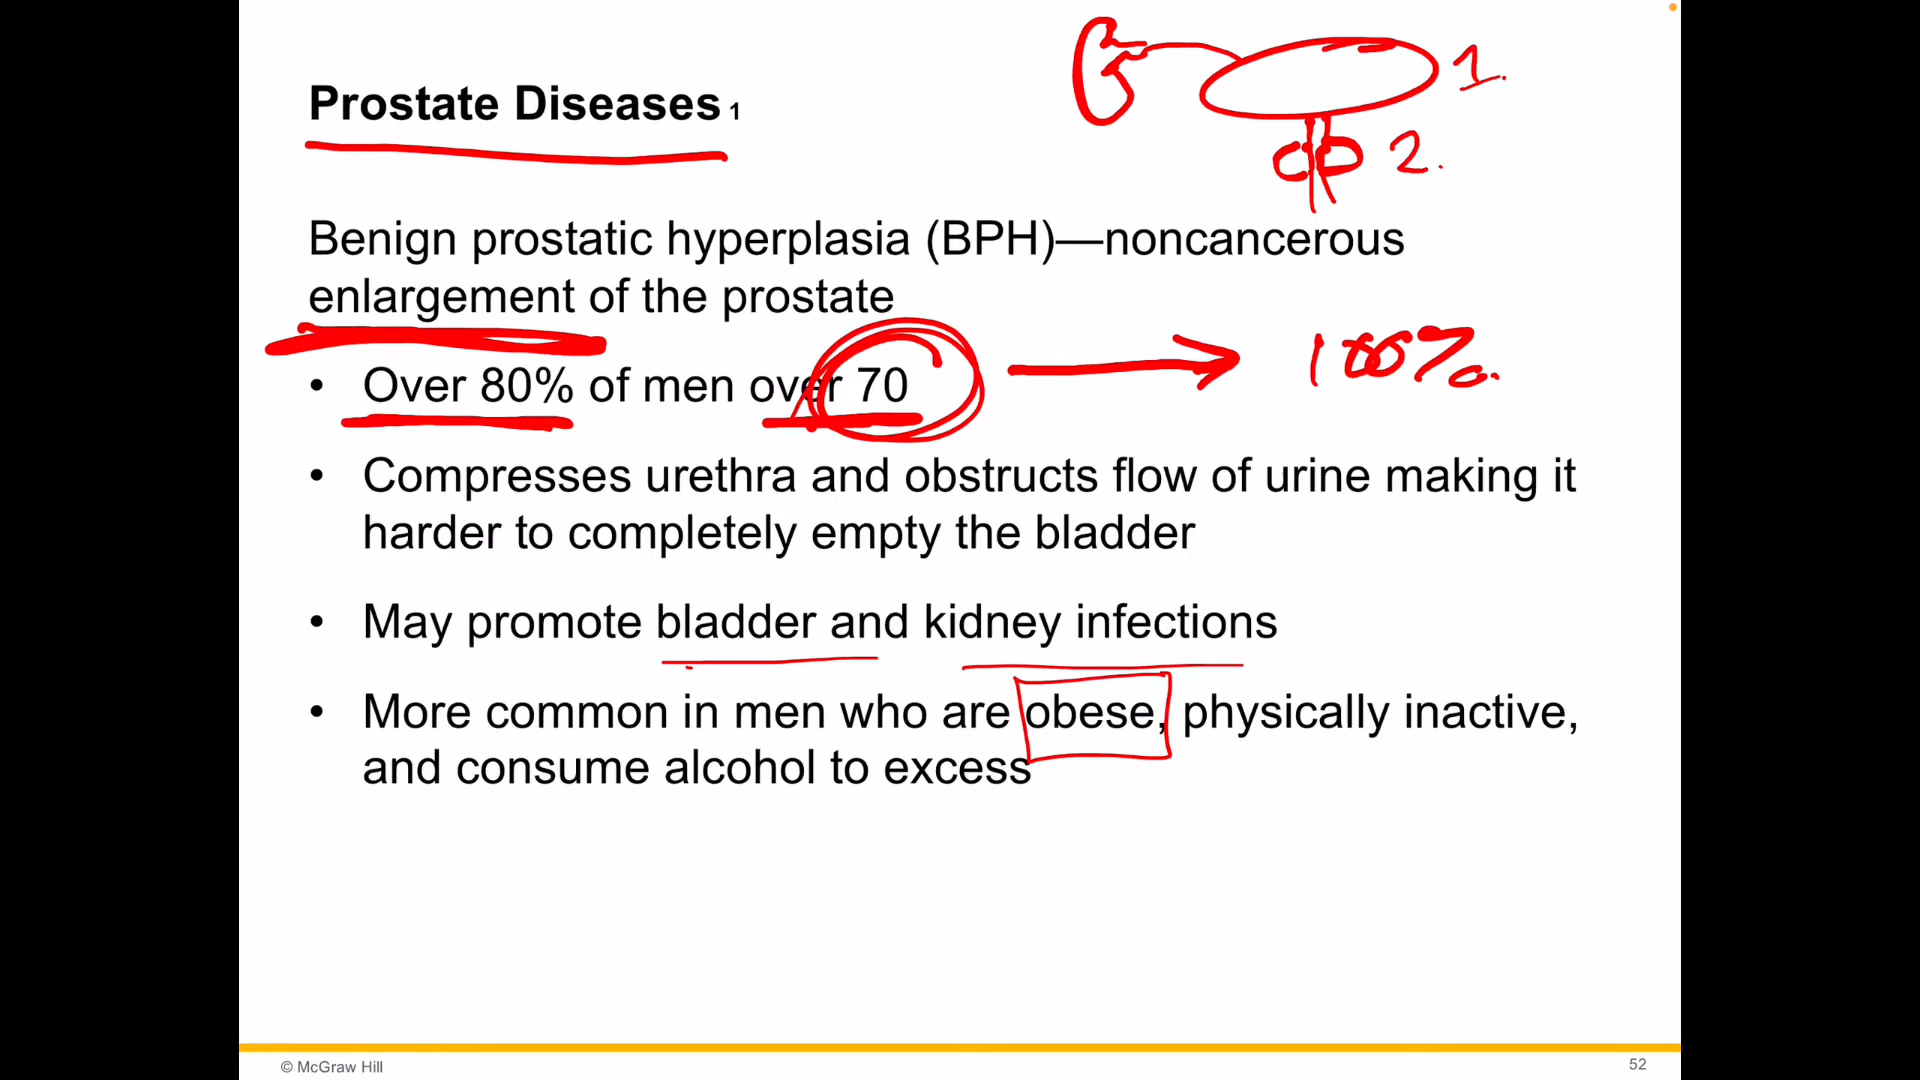 1.
Prostate Diseases 1
2.
Benign prostatic hyperplasia (BPH)—noncancerous
enlargement of the prostate
• Over 80% of men over 70
100%.
• Compresses urethra and obstructs flow of urine making it
harder to completely empty the bladder
• May promote bladder and kidney infections
• More common in men who are obese, physically inactive,
and consume alcohol to excess
© McGraw Hill
52